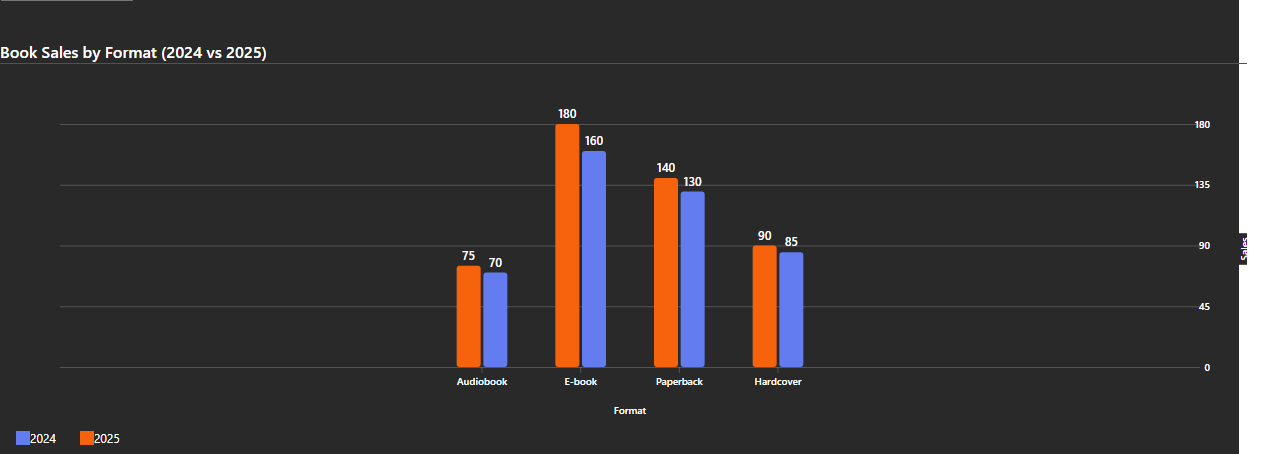 Book Sales by Format (2024 vs 2025)
180
160
140
130
90
85
75
70
180
135
90
45
0
Sales
Audiobook
E-book
Paperback
Hardcover
Format
2024
2025